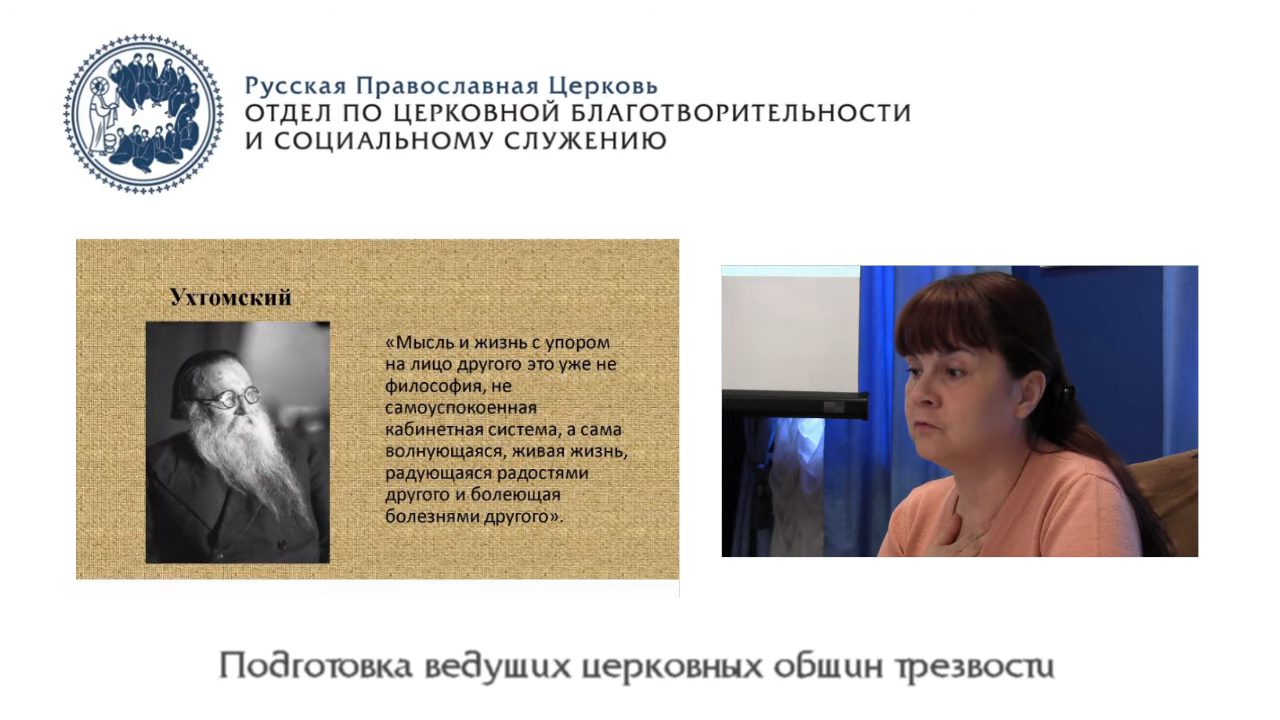 Русская Православная Церковь
ОТДЕЛ ПО ЦЕРКОВНОЙ БЛАГОТВОРИТЕЛЬНОСТИ
И СОЦИАЛЬНОМУ СЛУЖЕНИЮ
Ухтомский
«Мысль и жизнь с упором
на лицо другого это уже не
философия, не
самоуспокоенная
кабинетная система, а сама
волнующаяся, живая жизнь,
радующаяся радостями
другого и болеющая
болезнями другого».
Подготовка ведущих церковных общин трезвости